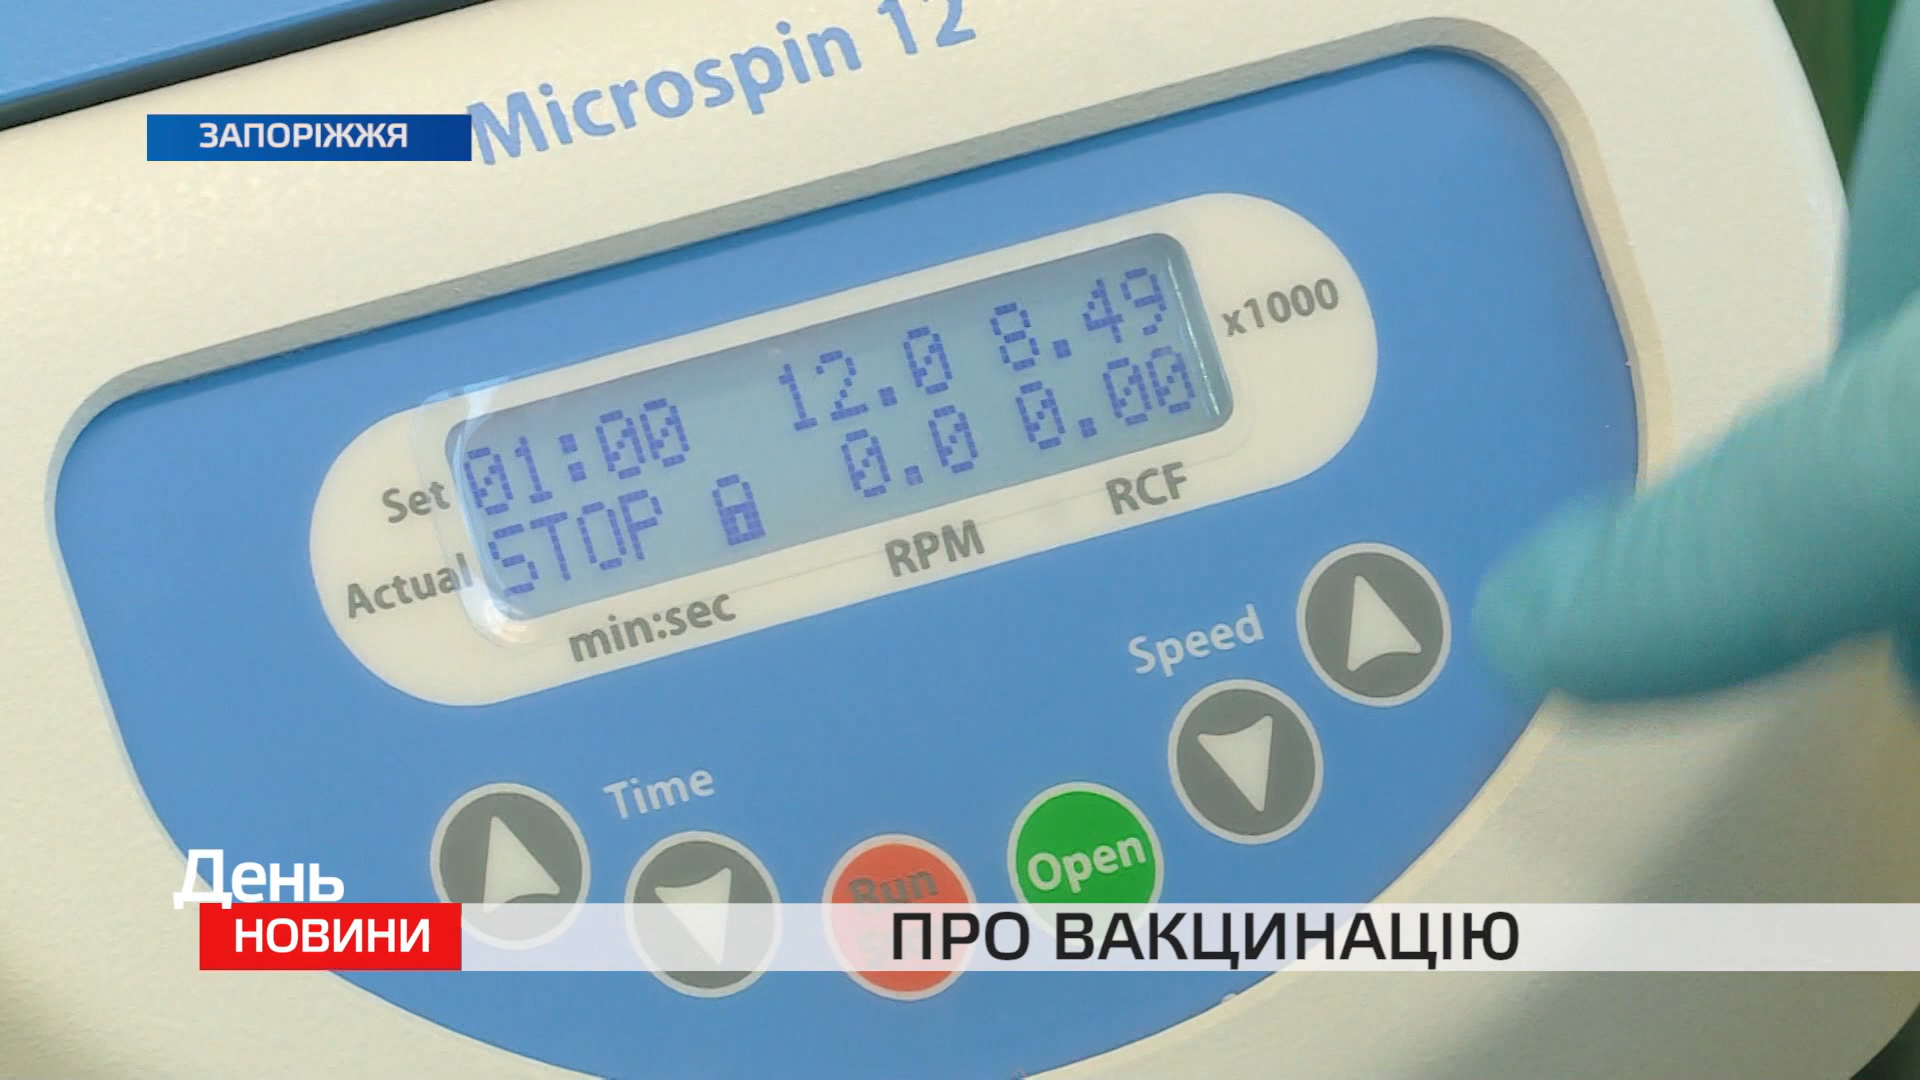 Microspin 12
ЗАПОРІЖЖЯ
x1000
Set 01:00 12.0 8.49
Actual STOP 0.0 0.00
min:sec RPM RCF
Speed
Time
Run
Open
День
НОВИНИ
ПРО ВАКЦИНАЦІЮ